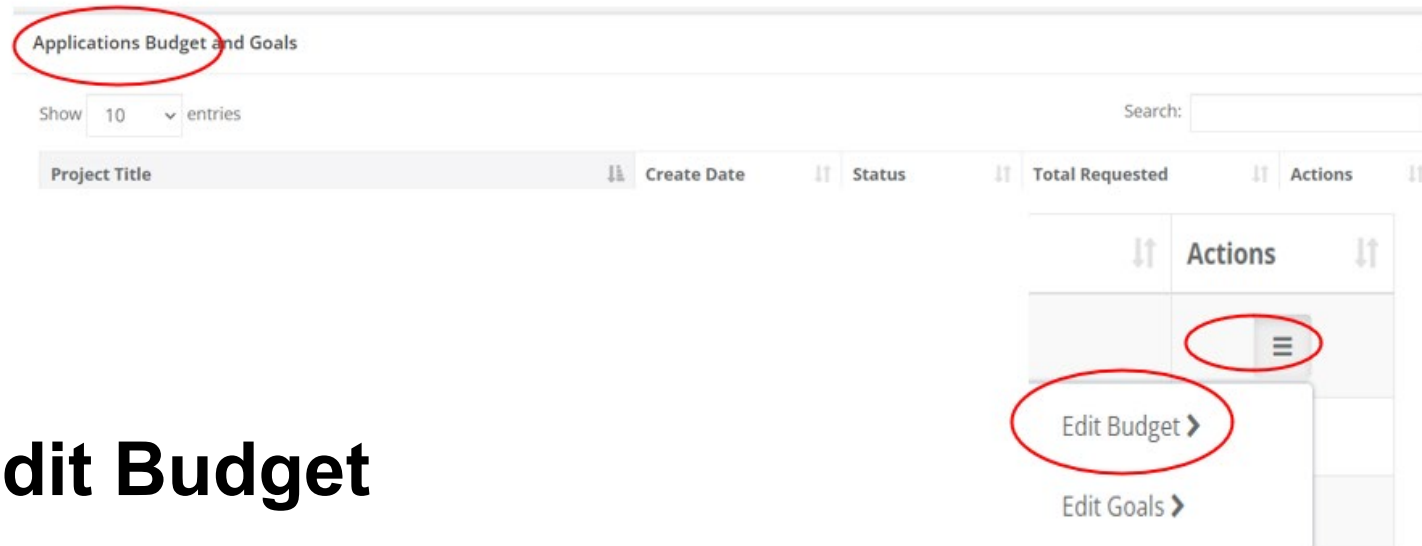 Applications Budget and Goals
Show 10 entries
Search:
Project Title Create Date Status Total Requested Actions
Actions
Edit Budget
Edit Goals
dit Budget